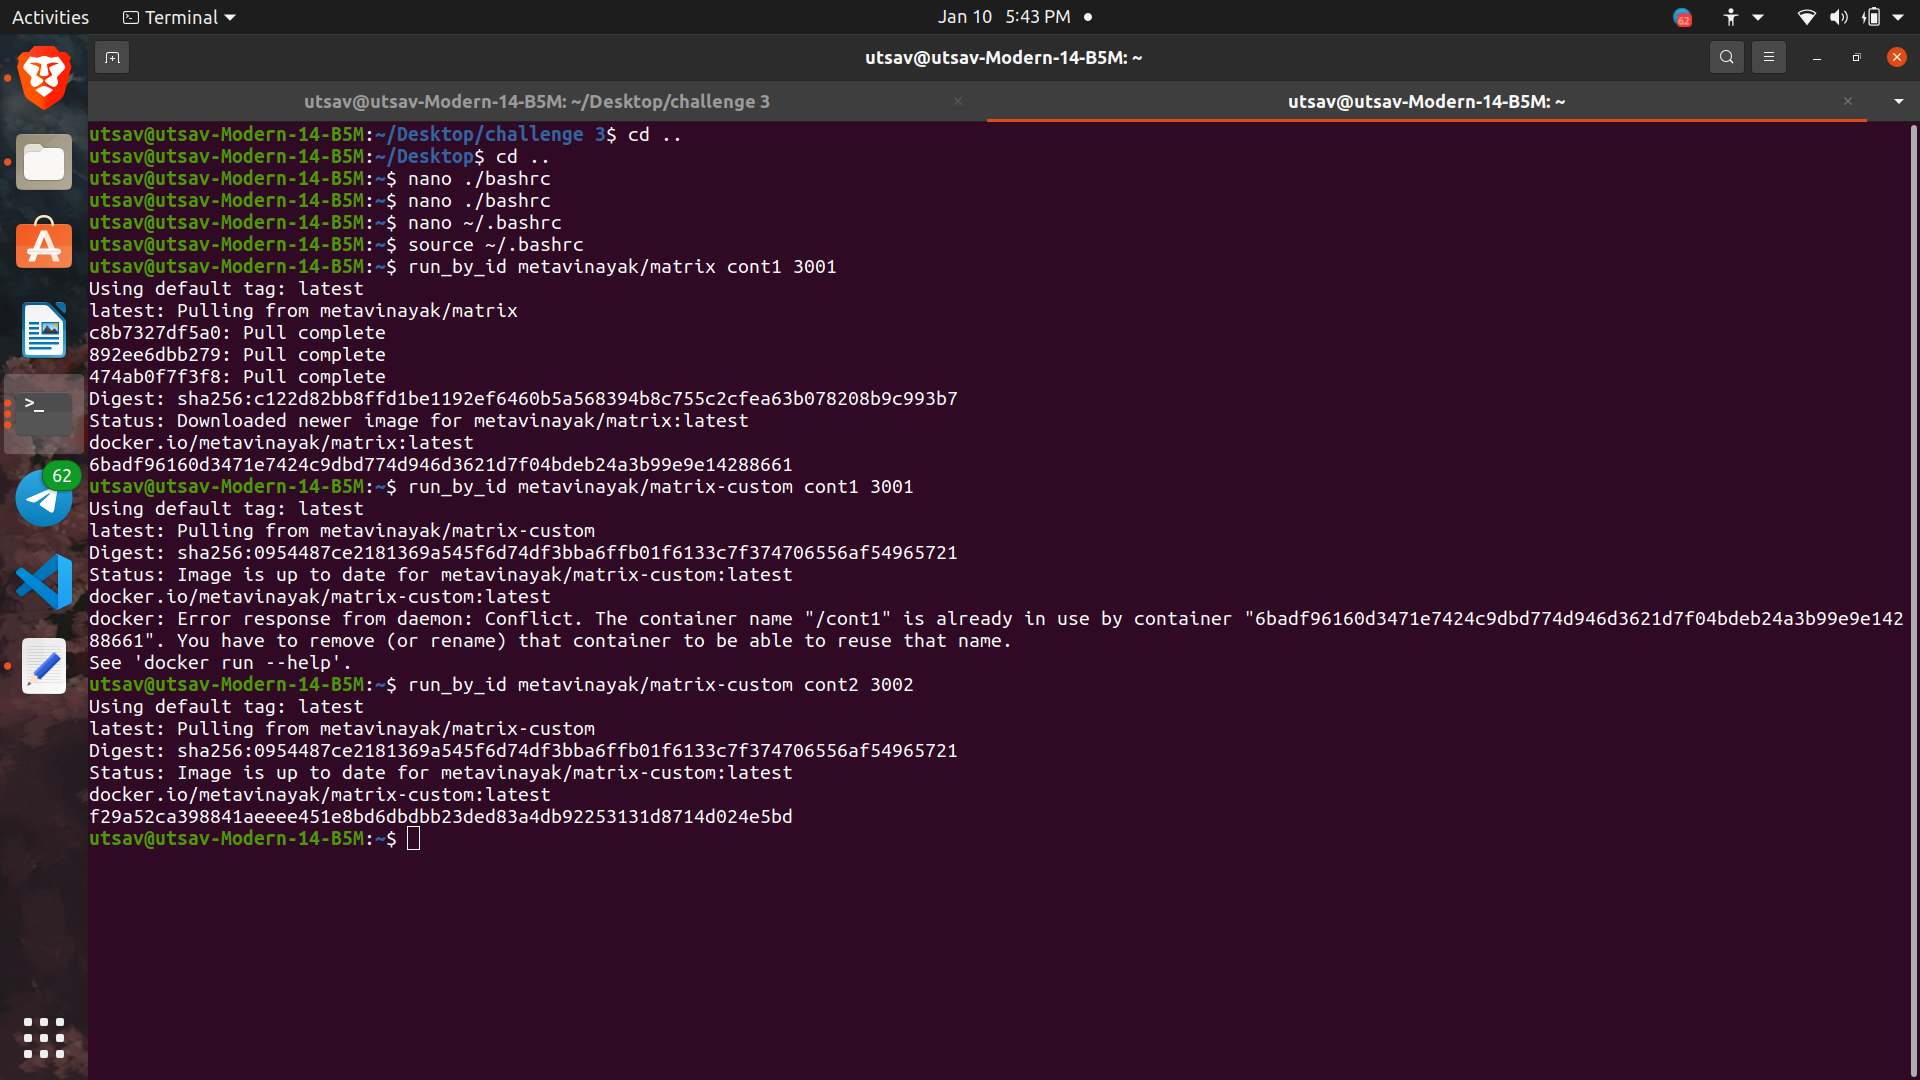 Activities
Terminal
Jan 10 5:43 PM
62
utsav@utsav-Modern-14-B5M: ~
utsav@utsav-Modern-14-B5M: ~/Desktop/challenge 3
utsav@utsav-Modern-14-B5M: ~
utsav@utsav-Modern-14-B5M:~/Desktop/challenge 3$ cd ..
utsav@utsav-Modern-14-B5M:~/Desktop$ cd ..
utsav@utsav-Modern-14-B5M:~$ nano ./bashrc
utsav@utsav-Modern-14-B5M:~$ nano ./bashrc
utsav@utsav-Modern-14-B5M:~$ nano ~/.bashrc
utsav@utsav-Modern-14-B5M:~$ source ~/.bashrc
utsav@utsav-Modern-14-B5M:~$ run_by_id metavinayak/matrix cont1 3001
Using default tag: latest
latest: Pulling from metavinayak/matrix
c8b7327df5a0: Pull complete
892ee6dbb279: Pull complete
474ab0f7f3f8: Pull complete
Digest: sha256:c122d82bb8ffd1be1192ef6460b5a568394b8c755c2cfea63b078208b9c993b7
Status: Downloaded newer image for metavinayak/matrix:latest
docker.io/metavinayak/matrix:latest
6badf96160d3471e7424c9dbd774d946d3621d7f04bdeb24a3b99e9e14288661
utsav@utsav-Modern-14-B5M:~$ run_by_id metavinayak/matrix-custom cont1 3001
Using default tag: latest
latest: Pulling from metavinayak/matrix-custom
Digest: sha256:0954487ce2181369a545f6d74df3bba6ffb01f6133c7f374706556af54965721
Status: Image is up to date for metavinayak/matrix-custom:latest
docker.io/metavinayak/matrix-custom:latest
docker: Error response from daemon: Conflict. The container name "/cont1" is already in use by container "6badf96160d3471e7424c9dbd774d946d3621d7f04bdeb24a3b99e9e142
88661". You have to remove (or rename) that container to be able to reuse that name.
See 'docker run --help'.
utsav@utsav-Modern-14-B5M:~$ run_by_id metavinayak/matrix-custom cont2 3002
Using default tag: latest
latest: Pulling from metavinayak/matrix-custom
Digest: sha256:0954487ce2181369a545f6d74df3bba6ffb01f6133c7f374706556af54965721
Status: Image is up to date for metavinayak/matrix-custom:latest
docker.io/metavinayak/matrix-custom:latest
f29a52ca398841aeeee451e8bd6dbdbb23ded83a4db92253131d8714d024e5bd
utsav@utsav-Modern-14-B5M:~$
>_
62